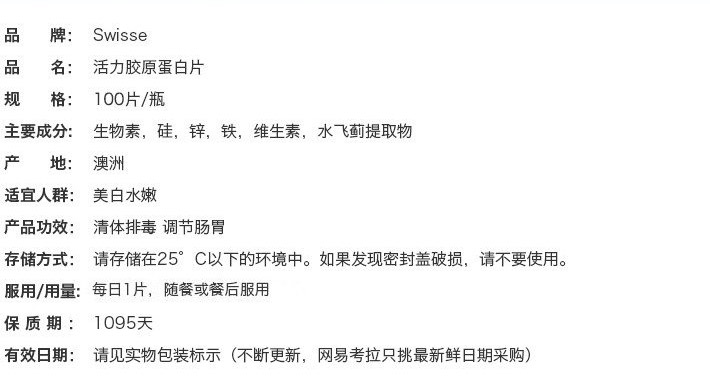 品 牌： Swisse
品 名： 活力胶原蛋白片
规 格： 100片/瓶
主要成分： 生物素，硅，锌，铁，维生素，水飞蓟提取物
产 地： 澳洲
适宜人群： 美白水嫩
产品功效： 清体排毒 调节肠胃
存储方式： 请存储在25°C以下的环境中。如果发现密封盖破损，请不要使用。
服用/用量： 每日1片，随餐或餐后服用
保 质 期 ： 1095天
有效日期： 请见实物包装标示（不断更新，网易考拉只挑最新鲜日期采购）